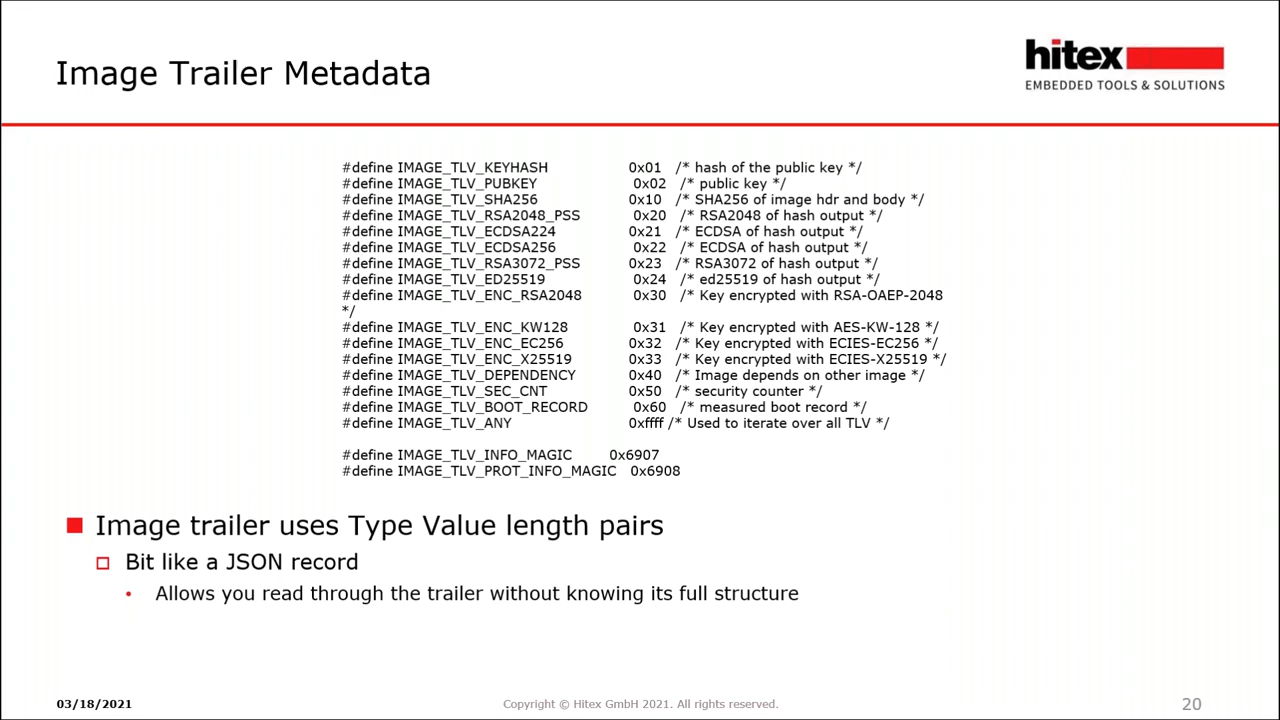 Image Trailer Metadata
hitex
EMBEDDED TOOLS & SOLUTIONS
#define IMAGE_TLV_KEYHASH 0x01 /* hash of the public key */
#define IMAGE_TLV_PUBKEY 0x02 /* public key */
#define IMAGE_TLV_SHA256 0x10 /* SHA256 of image hdr and body */
#define IMAGE_TLV_RSA2048_PSS 0x20 /* RSA2048 of hash output */
#define IMAGE_TLV_ECDSA224 0x21 /* ECDSA of hash output */
#define IMAGE_TLV_ECDSA256 0x22 /* ECDSA of hash output */
#define IMAGE_TLV_RSA3072_PSS 0x23 /* RSA3072 of hash output */
#define IMAGE_TLV_ED25519 0x24 /* ed25519 of hash output */
#define IMAGE_TLV_ENC_RSA2048 0x30 /* Key encrypted with RSA-OAEP-2048
*/
#define IMAGE_TLV_ENC_KW128 0x31 /* Key encrypted with AES-KW-128 */
#define IMAGE_TLV_ENC_EC256 0x32 /* Key encrypted with ECIES-EC256 */
#define IMAGE_TLV_ENC_X25519 0x33 /* Key encrypted with ECIES-X25519 */
#define IMAGE_TLV_DEPENDENCY 0x40 /* Image depends on other image */
#define IMAGE_TLV_SEC_CNT 0x50 /* security counter */
#define IMAGE_TLV_BOOT_RECORD 0x60 /* measured boot record */
#define IMAGE_TLV_ANY 0xffff /* Used to iterate over all TLV */
#define IMAGE_TLV_INFO_MAGIC 0x6907
#define IMAGE_TLV_PROT_INFO_MAGIC 0x6908
Image trailer uses Type Value length pairs
Bit like a JSON record
Allows you read through the trailer without knowing its full structure
03/18/2021
Copyright © Hitex GmbH 2021. All rights reserved.
20